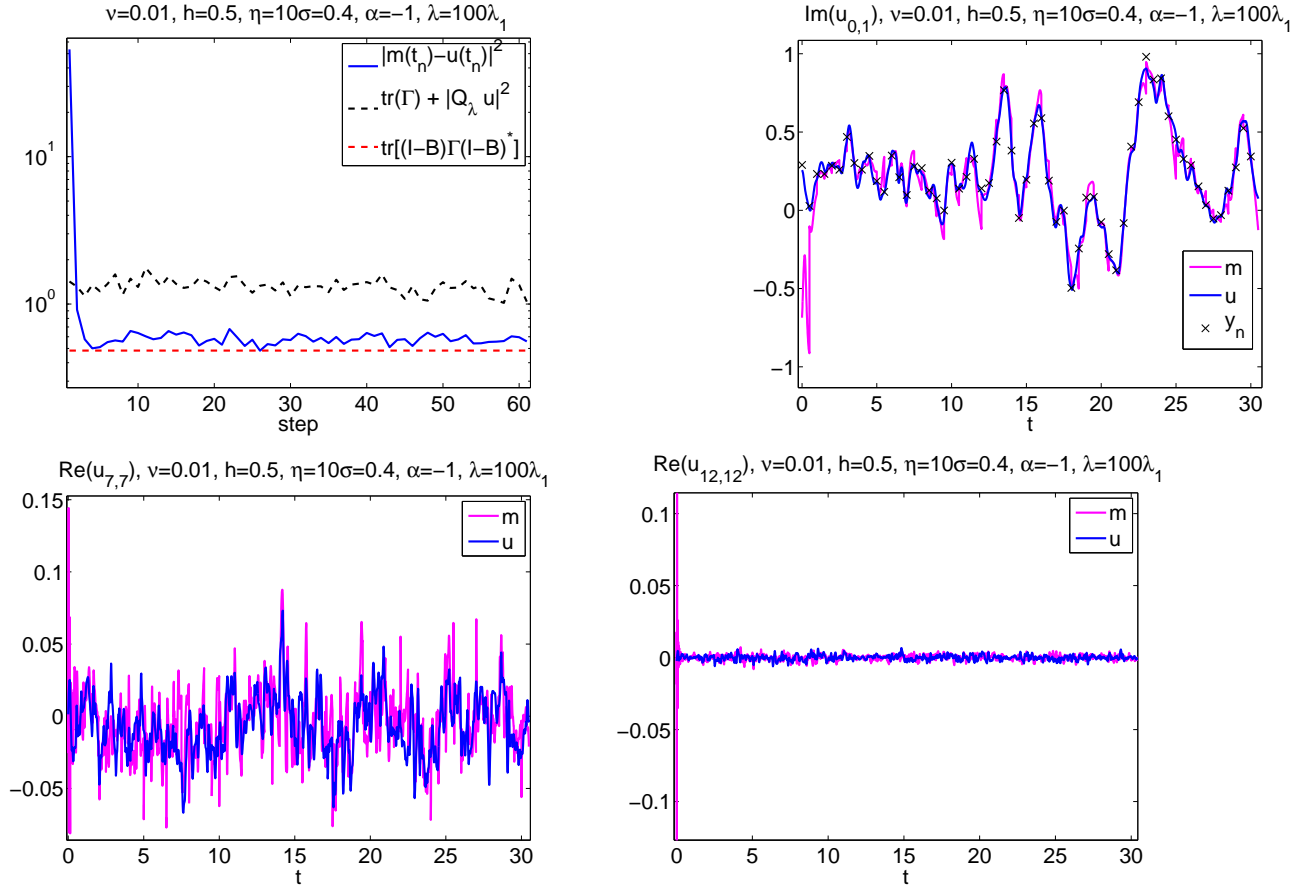 ν=0.01, h=0.5, η=10σ=0.4, α=−1, λ=100λ₁
|m(tₙ)−u(tₙ)|²
tr(Γ) + |Q_λ u|²
tr[(I−B)Γ(I−B)*]
10¹
10⁰
10 20 30 40 50 60
step
Im(u₀,₁), ν=0.01, h=0.5, η=10σ=0.4, α=−1, λ=100λ₁
1
0.5
0
−0.5
−1
m
u
yₙ
0 5 10 15 20 25 30
t
Re(u₇,₇), ν=0.01, h=0.5, η=10σ=0.4, α=−1, λ=100λ₁
0.15
0.1
0.05
0
−0.05
m
u
0 5 10 15 20 25 30
t
Re(u₁₂,₁₂), ν=0.01, h=0.5, η=10σ=0.4, α=−1, λ=100λ₁
0.1
0.05
0
−0.05
−0.1
m
u
0 5 10 15 20 25 30
t